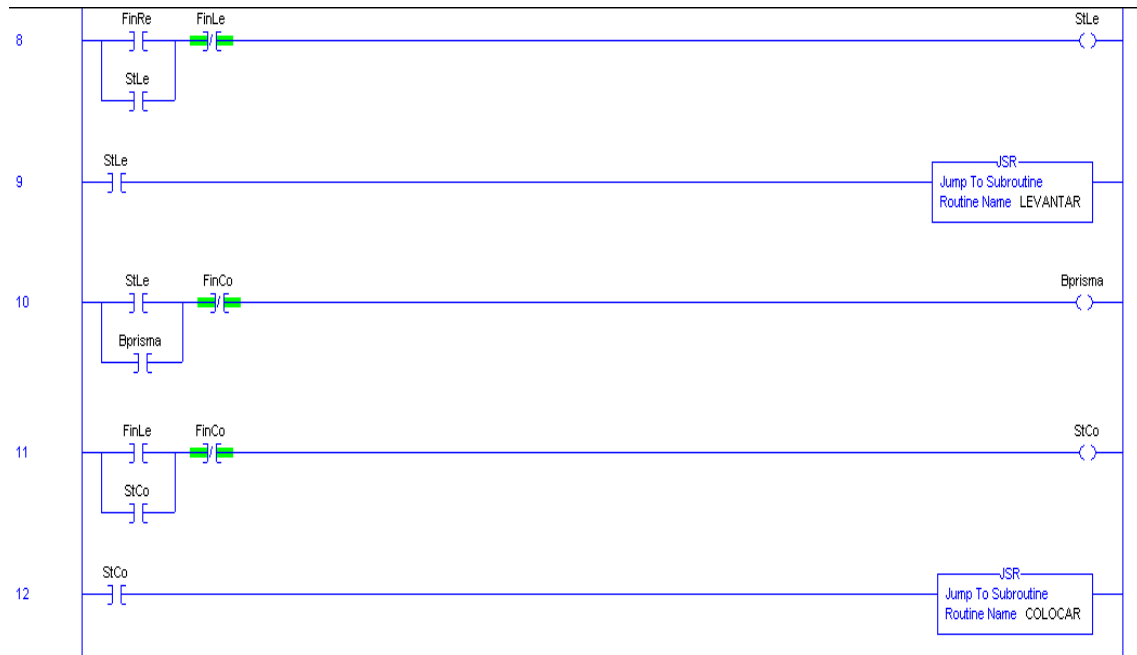 FinRe FinLe StLe
8
StLe
StLe
JSR
9
Jump To Subroutine
Routine Name LEVANTAR
StLe FinCo Bprisma
10
Bprisma
FinLe FinCo StCo
11
StCo
StCo
JSR
12
Jump To Subroutine
Routine Name COLOCAR